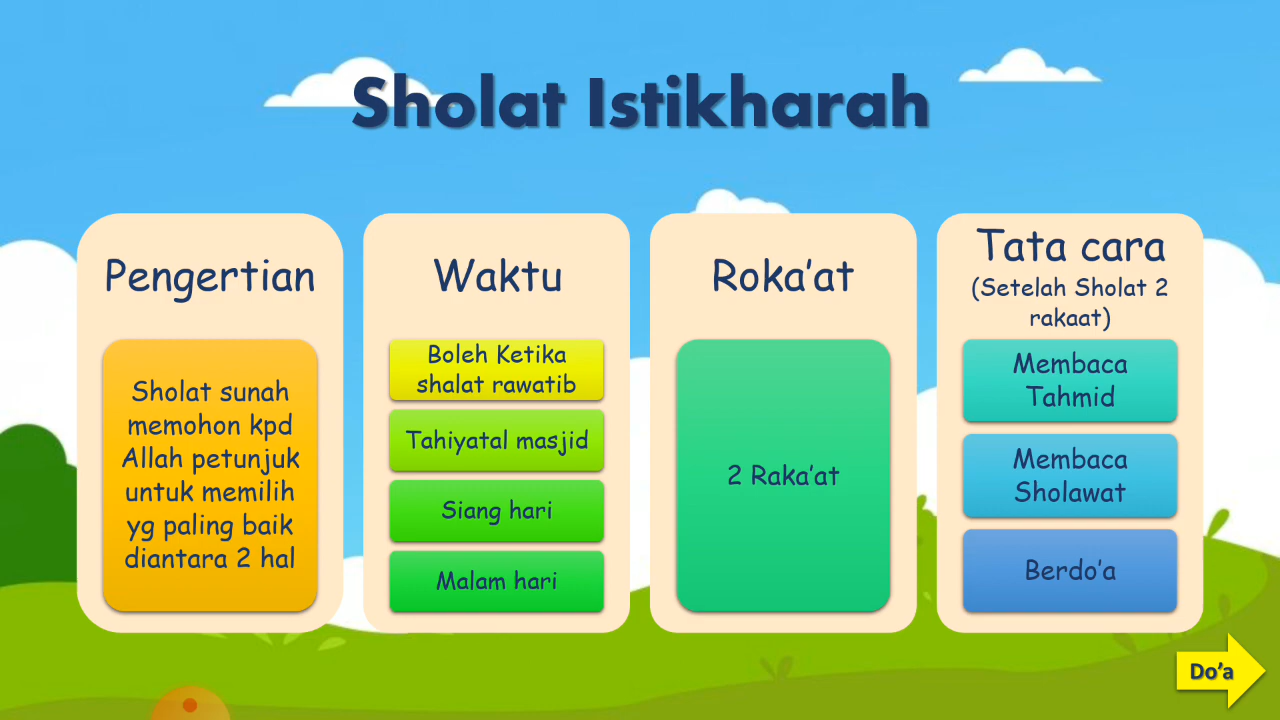 Sholat Istikharah
Pengertian
Sholat sunah
memohon kpd
Allah petunjuk
untuk memilih
yg paling baik
diantara 2 hal
Waktu
Boleh Ketika
shalat rawatib
Tahiyatal masjid
Siang hari
Malam hari
Roka’at
2 Raka’at
Tata cara
(Setelah Sholat 2
rakaat)
Membaca
Tahmid
Membaca
Sholawat
Berdo’a
Do’a